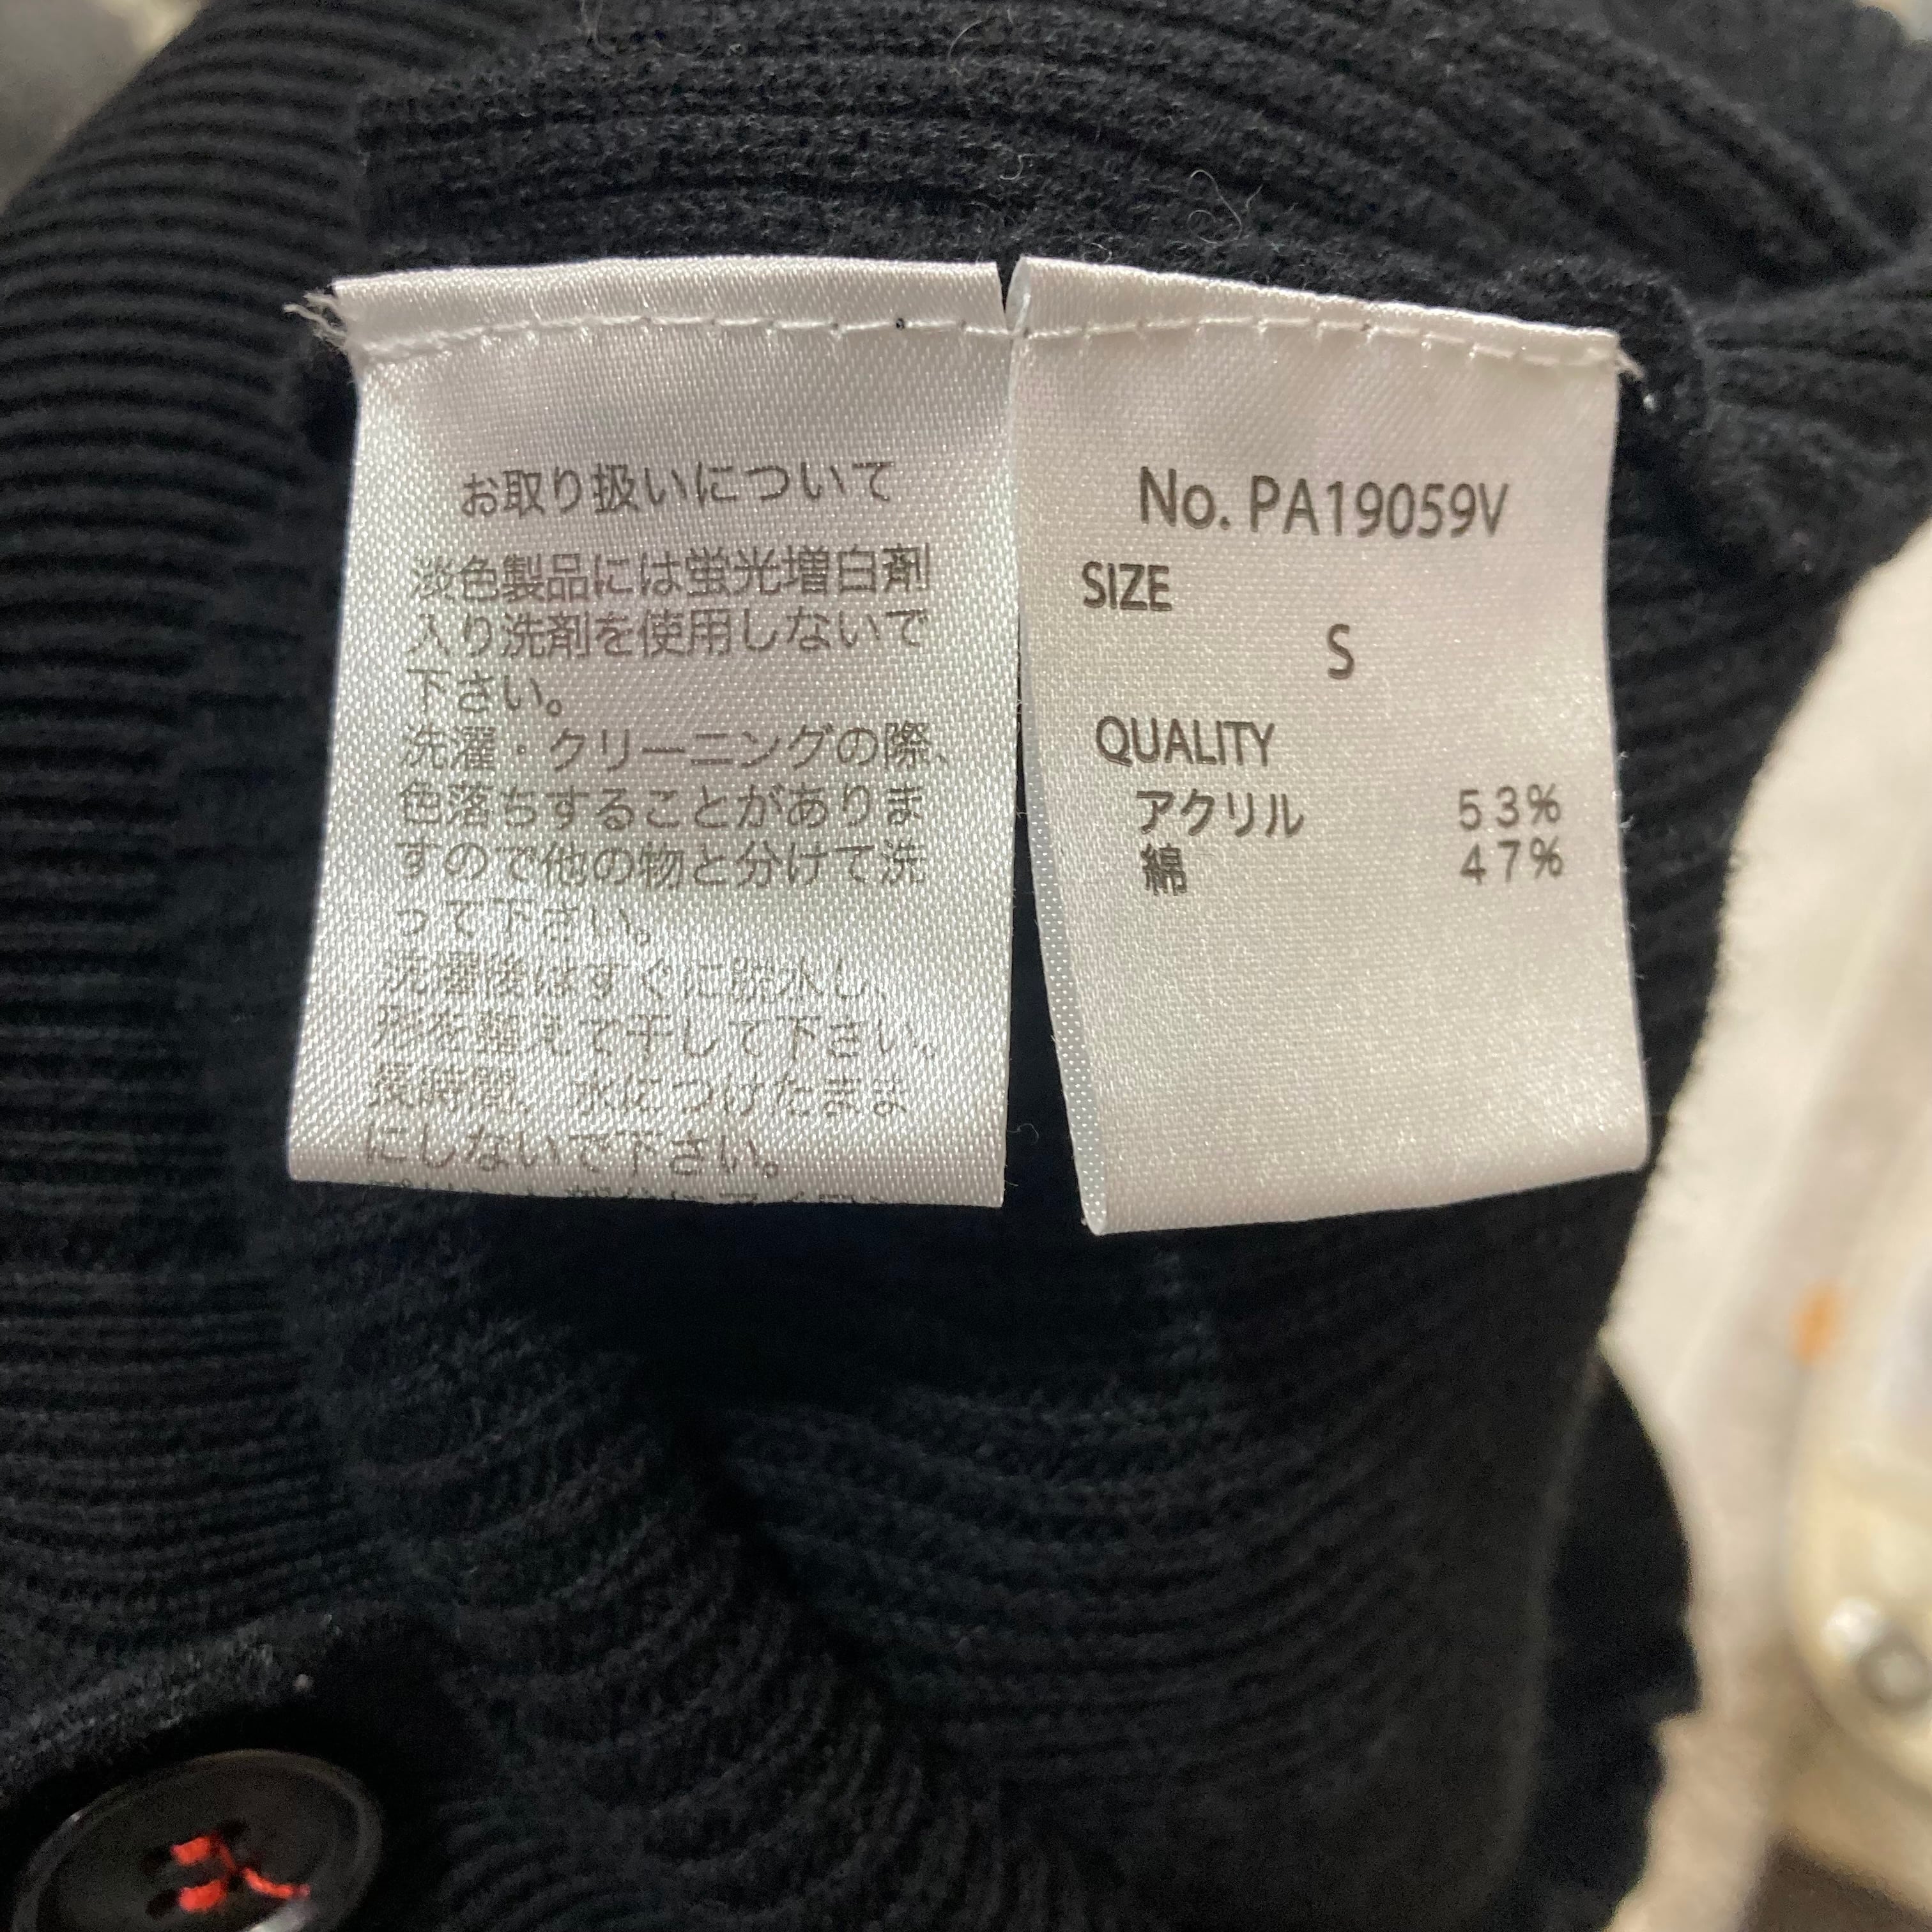 お取り扱いについて
淡色製品には蛍光増白剤
入り洗剤を使用しないで
下さい。
洗濯・クリーニングの際、
色落ちすることがありま
すので他の物と分けて洗
って下さい。
洗濯後はすぐに脱水し、
形を整えて干して下さい。
長時間、水につけたまま
にしないで下さい。
No. PA19059V
SIZE
S
QUALITY
アクリル 53%
綿 47%